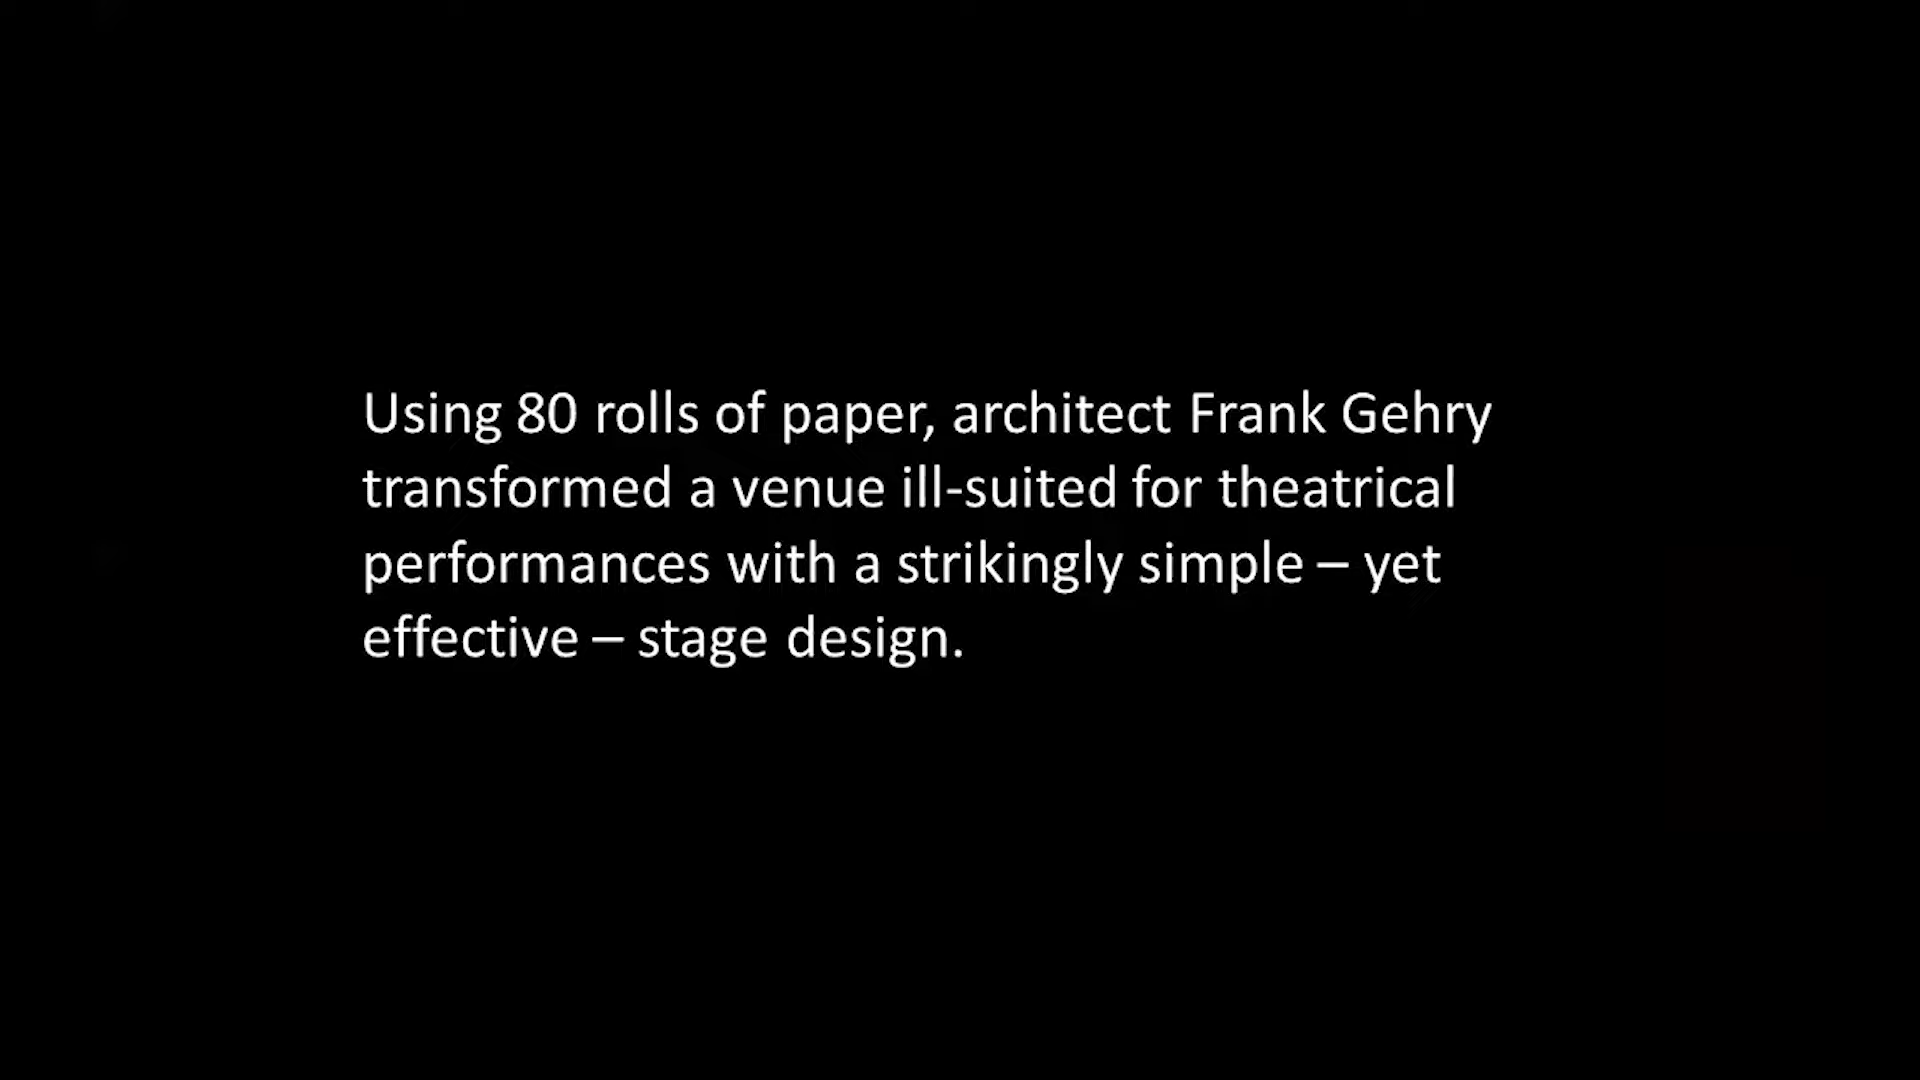 Using 80 rolls of paper, architect Frank Gehry
transformed a venue ill-suited for theatrical
performances with a strikingly simple – yet
effective – stage design.